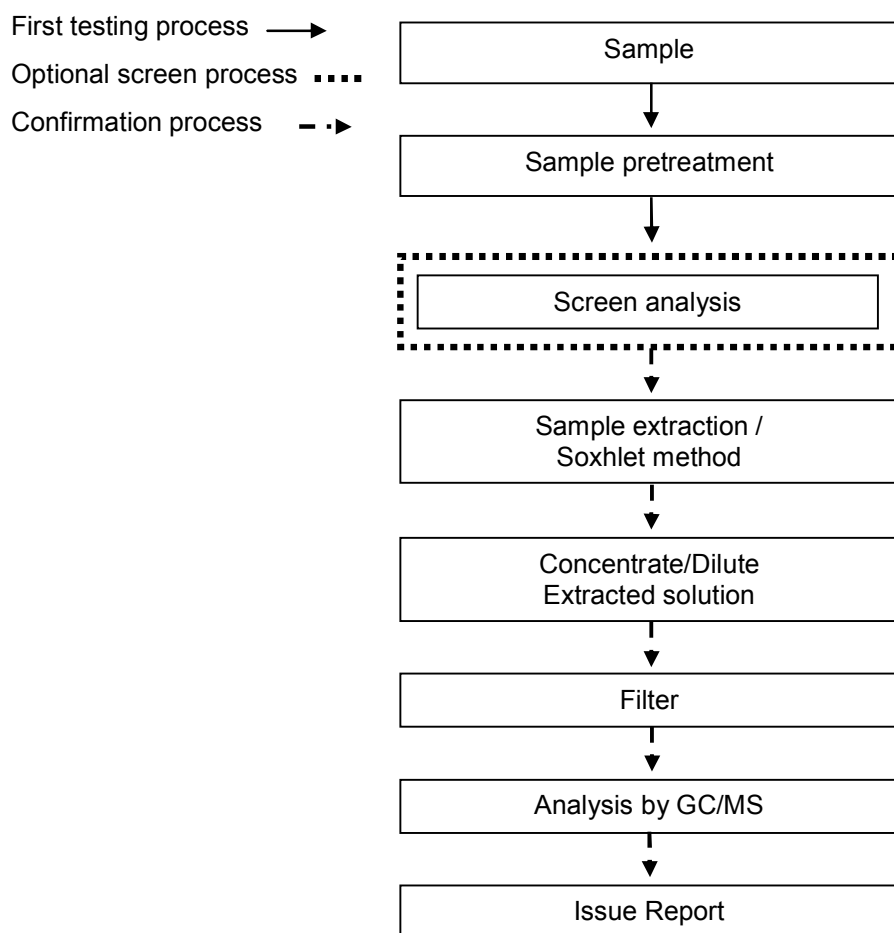 First testing process
Optional screen process
Confirmation process
Sample
Sample pretreatment
Screen analysis
Sample extraction /
Soxhlet method
Concentrate/Dilute
Extracted solution
Filter
Analysis by GC/MS
Issue Report